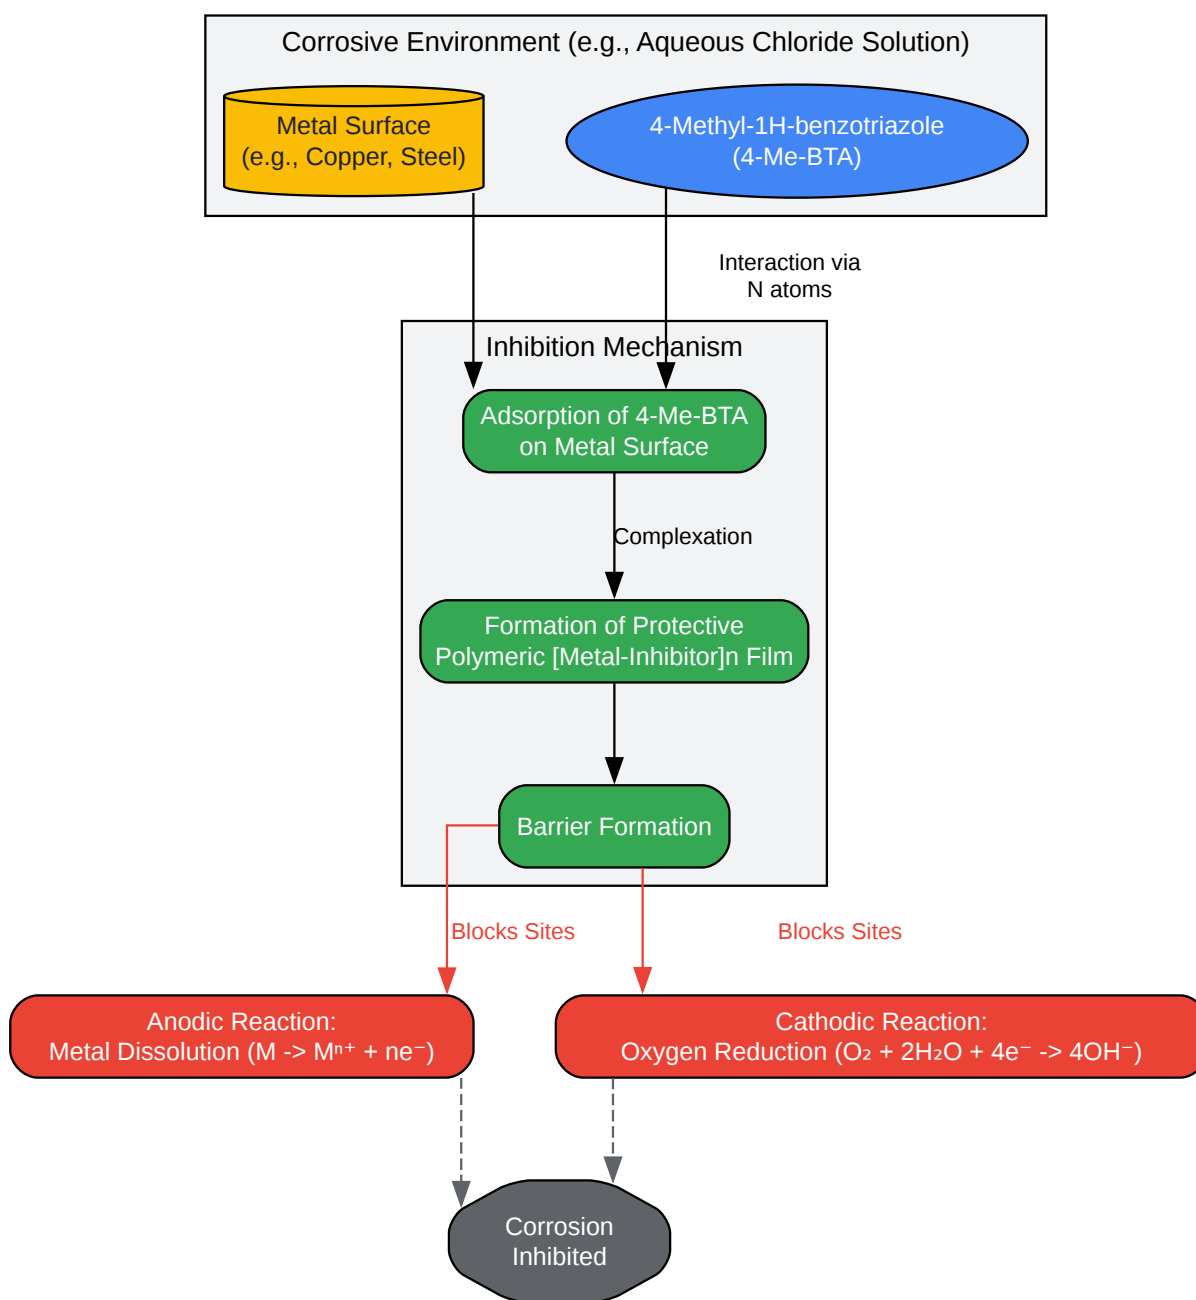 Corrosive Environment (e.g., Aqueous Chloride Solution)
Metal Surface
(e.g., Copper, Steel)
4-Methyl-1H-benzotriazole
(4-Me-BTA)
Interaction via
N atoms
Inhibition Mechanism
Adsorption of 4-Me-BTA
on Metal Surface
Complexation
Formation of Protective
Polymeric [Metal-Inhibitor]n Film
Barrier Formation
Blocks Sites
Blocks Sites
Anodic Reaction:
Metal Dissolution (M -> Mⁿ⁺ + ne⁻)
Cathodic Reaction:
Oxygen Reduction (O₂ + 2H₂O + 4e⁻ -> 4OH⁻)
Corrosion
Inhibited